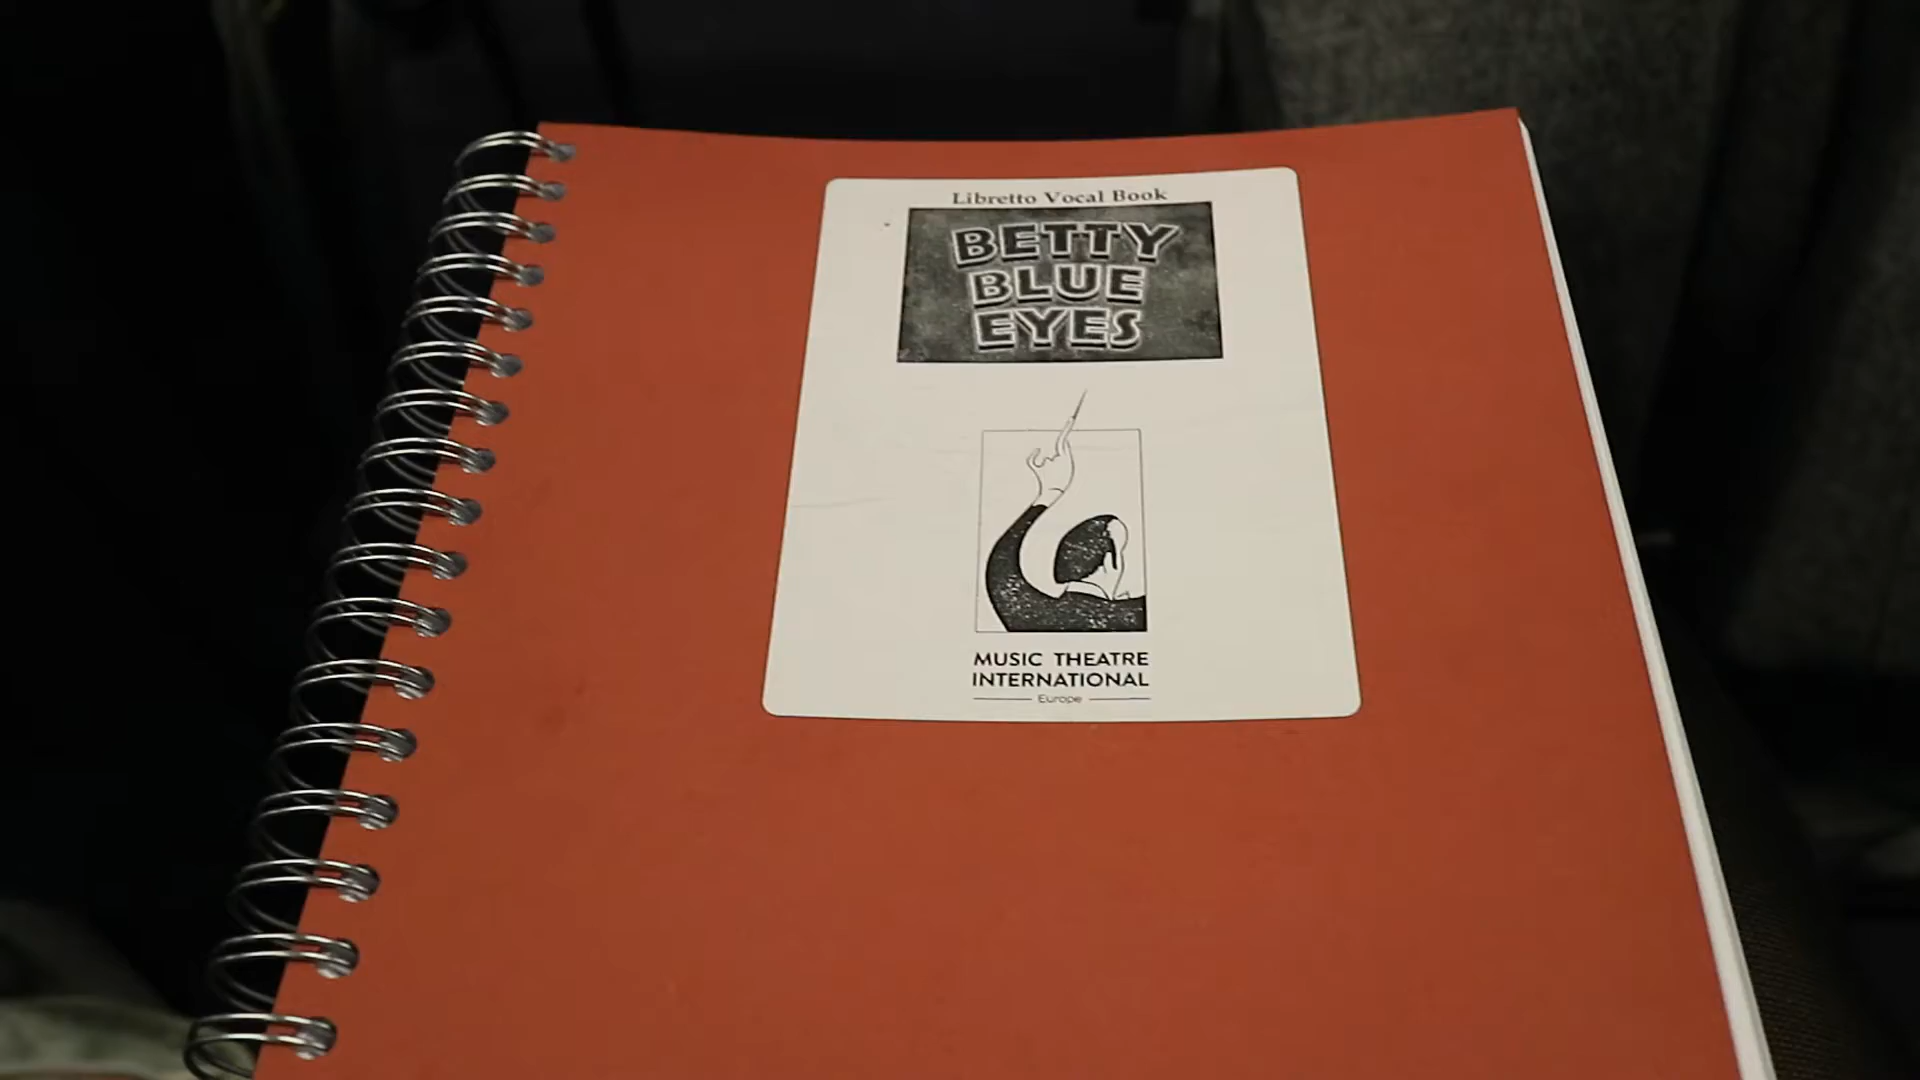 Libretto Vocal Book
BETTY
BLUE
EYES
MUSIC THEATRE
INTERNATIONAL
Europe